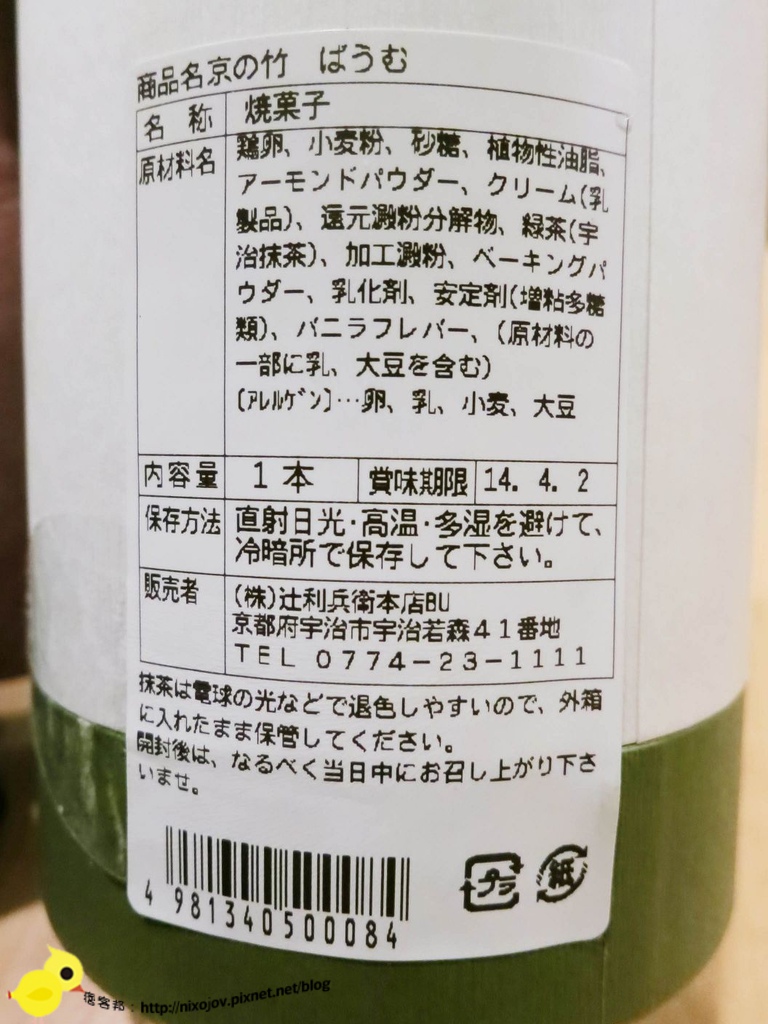 商品名京の竹 ばうむ
名 称 焼菓子
原材料名 鶏卵、小麦粉、砂糖、植物性油脂、
アーモンドパウダー、クリーム(乳
製品)、還元澱粉分解物、緑茶(宇
治抹茶)、加工澱粉、ベーキングパ
ウダー、乳化剤、安定剤(増粘多糖
類)、バニラフレバー、(原材料の
一部に乳、大豆を含む)
〔アレルゲン〕…卵、乳、小麦、大豆
内容量 1本 賞味期限 14. 4. 2
保存方法 直射日光・高温・多湿を避けて、
冷暗所で保存して下さい。
販売者 (株)辻利兵衛本店BU
京都府宇治市宇治若森41番地
TEL 0774-23-1111
抹茶は電球の光などで退色しやすいので、外箱
に入れたまま保管してください。
開封後は、なるべく当日中にお召し上がり下さ
いませ。
4 981340500084
プラ 紙
痞客邦:http://nixojov.pixnet.net/blog